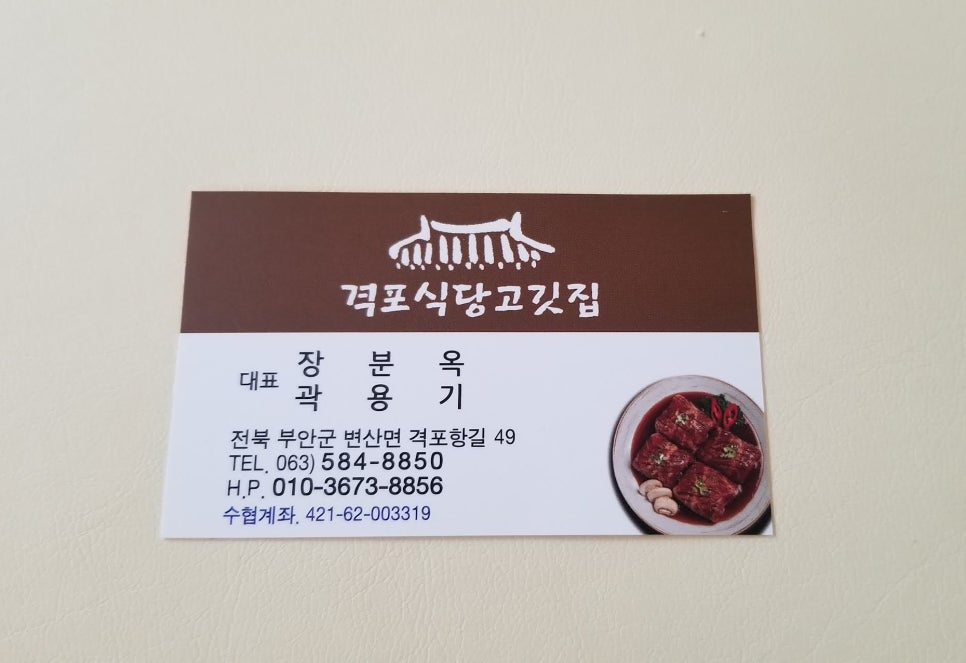 격포식당고깃집
대표 장 분 옥
곽 용 기
전북 부안군 변산면 격포항길 49
TEL. 063) 584-8850
H.P. 010-3673-8856
수협계좌. 421-62-003319